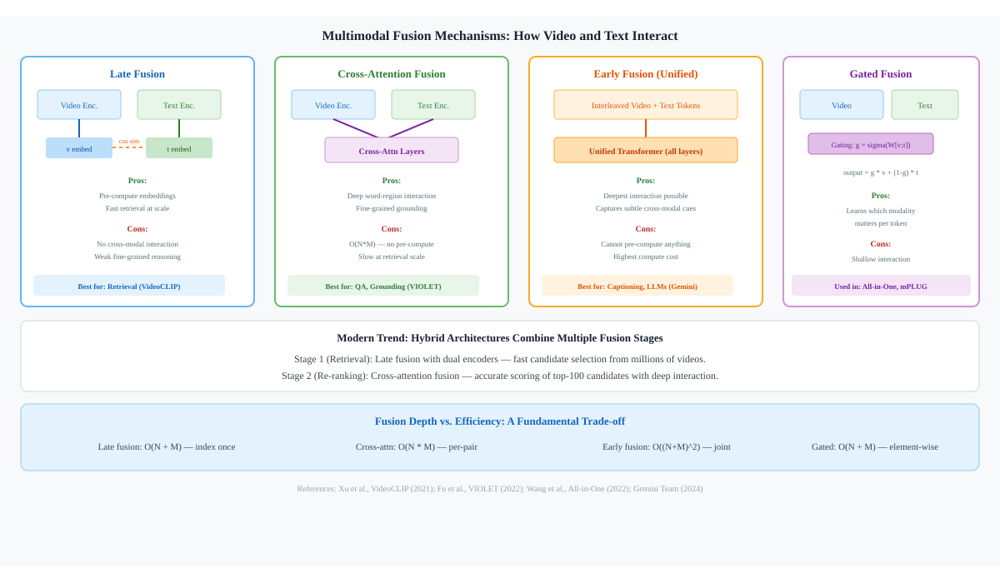 Multimodal Fusion Mechanisms: How Video and Text Interact
Late Fusion
Video Enc.
Text Enc.
cos sim
v embed
t embed
Pros:
Pre-compute embeddings
Fast retrieval at scale
Cons:
No cross-modal interaction
Weak fine-grained reasoning
Best for: Retrieval (VideoCLIP)
Cross-Attention Fusion
Video Enc.
Text Enc.
Cross-Attn Layers
Pros:
Deep word-region interaction
Fine-grained grounding
Cons:
O(N*M) — no pre-compute
Slow at retrieval scale
Best for: QA, Grounding (VIOLET)
Early Fusion (Unified)
Interleaved Video + Text Tokens
Unified Transformer (all layers)
Pros:
Deepest interaction possible
Captures subtle cross-modal cues
Cons:
Cannot pre-compute anything
Highest compute cost
Best for: Captioning, LLMs (Gemini)
Gated Fusion
Video
Text
Gating: g = sigma(W[v;t])
output = g * v + (1-g) * t
Pros:
Learns which modality
matters per token
Cons:
Shallow interaction
Used in: All-in-One, mPLUG
Modern Trend: Hybrid Architectures Combine Multiple Fusion Stages
Stage 1 (Retrieval): Late fusion with dual encoders — fast candidate selection from millions of videos.
Stage 2 (Re-ranking): Cross-attention fusion — accurate scoring of top-100 candidates with deep interaction.
Fusion Depth vs. Efficiency: A Fundamental Trade-off
Late fusion: O(N + M) — index once
Cross-attn: O(N * M) — per-pair
Early fusion: O((N+M)^2) — joint
Gated: O(N + M) — element-wise
References: Xu et al., VideoCLIP (2021); Fu et al., VIOLET (2022); Wang et al., All-in-One (2022); Gemini Team (2024)